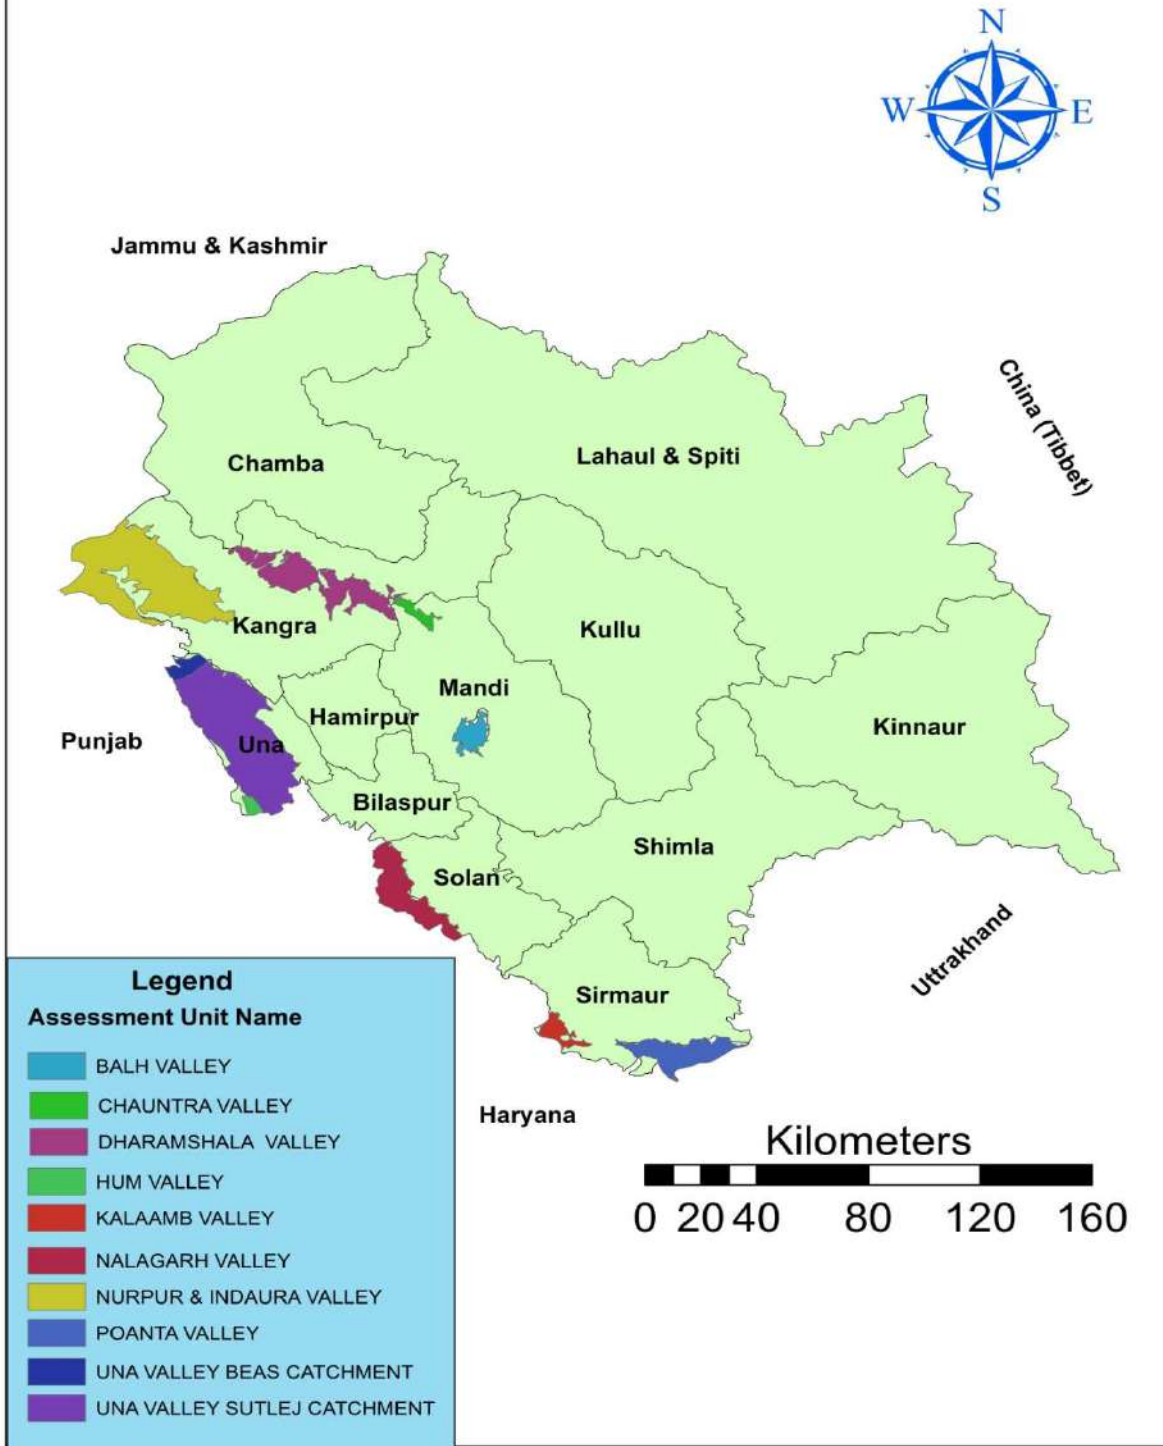 N
W E
S
Jammu & Kashmir
China (Tibbet)
Chamba
Lahaul & Spiti
Kangra
Kullu
Mandi
Hamirpur
Kinnaur
Punjab
Una
Bilaspur
Shimla
Solan
Uttrakhand
Sirmaur
Haryana
Legend
Assessment Unit Name
BALH VALLEY
CHAUNTRA VALLEY
DHARAMSHALA VALLEY
HUM VALLEY
KALAAMB VALLEY
NALAGARH VALLEY
NURPUR & INDAURA VALLEY
POANTA VALLEY
UNA VALLEY BEAS CATCHMENT
UNA VALLEY SUTLEJ CATCHMENT
Kilometers
0 20 40 80 120 160